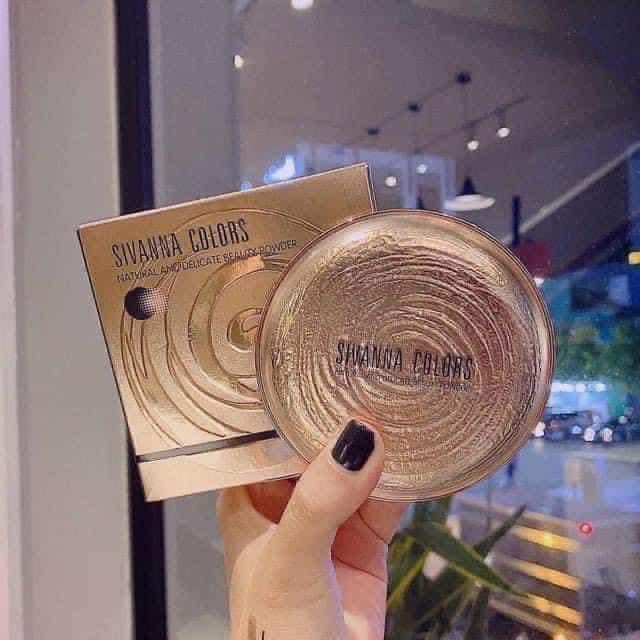 SIVANNA COLORS
NATURAL AND DELICATE BEAUTY POWDER
SIVANNA COLORS